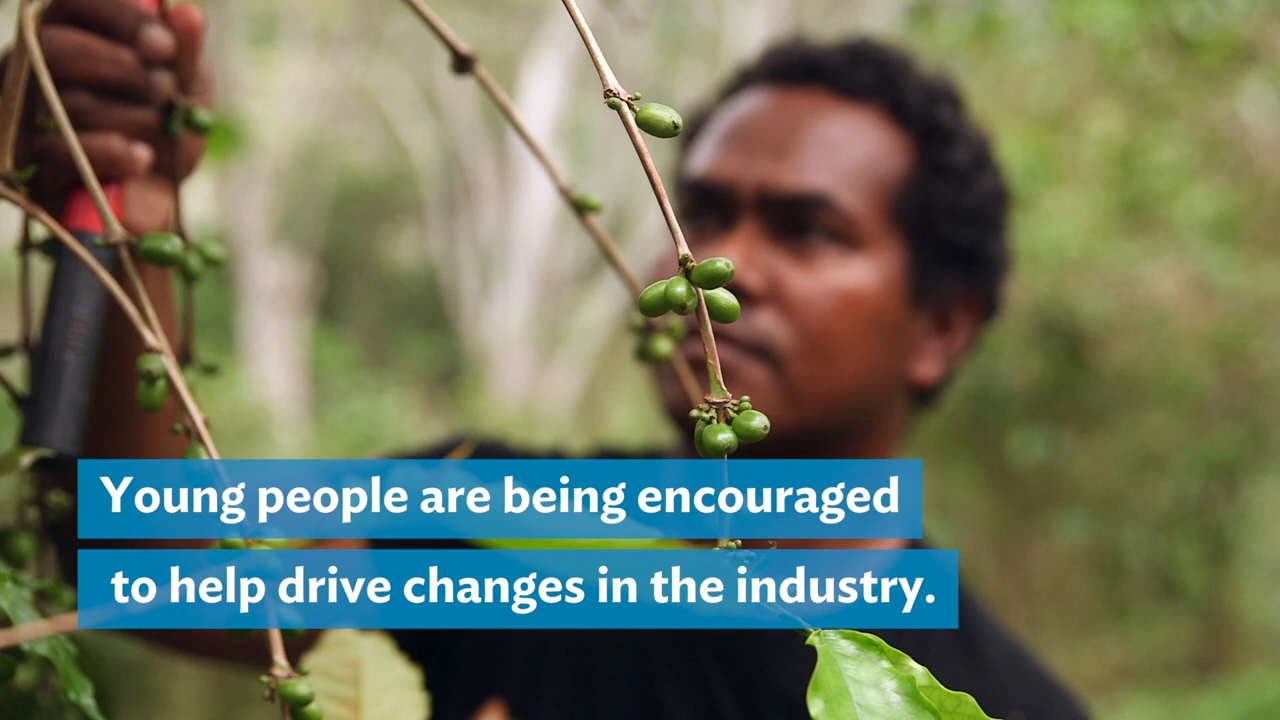 Young people are being encouraged
to help drive changes in the industry.